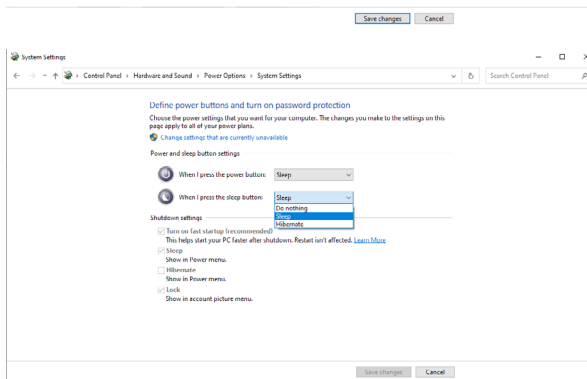 Save changes Cancel
System Settings
Control Panel > Hardware and Sound > Power Options > System Settings
Search Control Panel
Define power buttons and turn on password protection
Choose the power settings that you want for your computer. The changes you make to the settings on this
page apply to all of your power plans.
Change settings that are currently unavailable
Power and sleep button settings
When I press the power button: Sleep
When I press the sleep button: Sleep
Do nothing
Sleep
Hibernate
Shutdown settings
Turn on fast startup (recommended)
This helps start your PC faster after shutdown. Restart isn't affected. Learn More
Sleep
Show in Power menu.
Hibernate
Show in Power menu.
Lock
Show in account picture menu.
Save changes Cancel